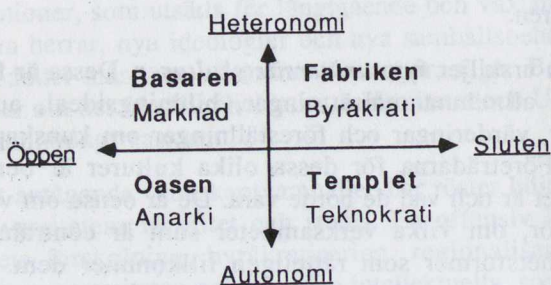 Heteronomi
Basaren Fabriken
Marknad Byråkrati
Öppen Sluten
Oasen Templet
Anarki Teknokrati
Autonomi